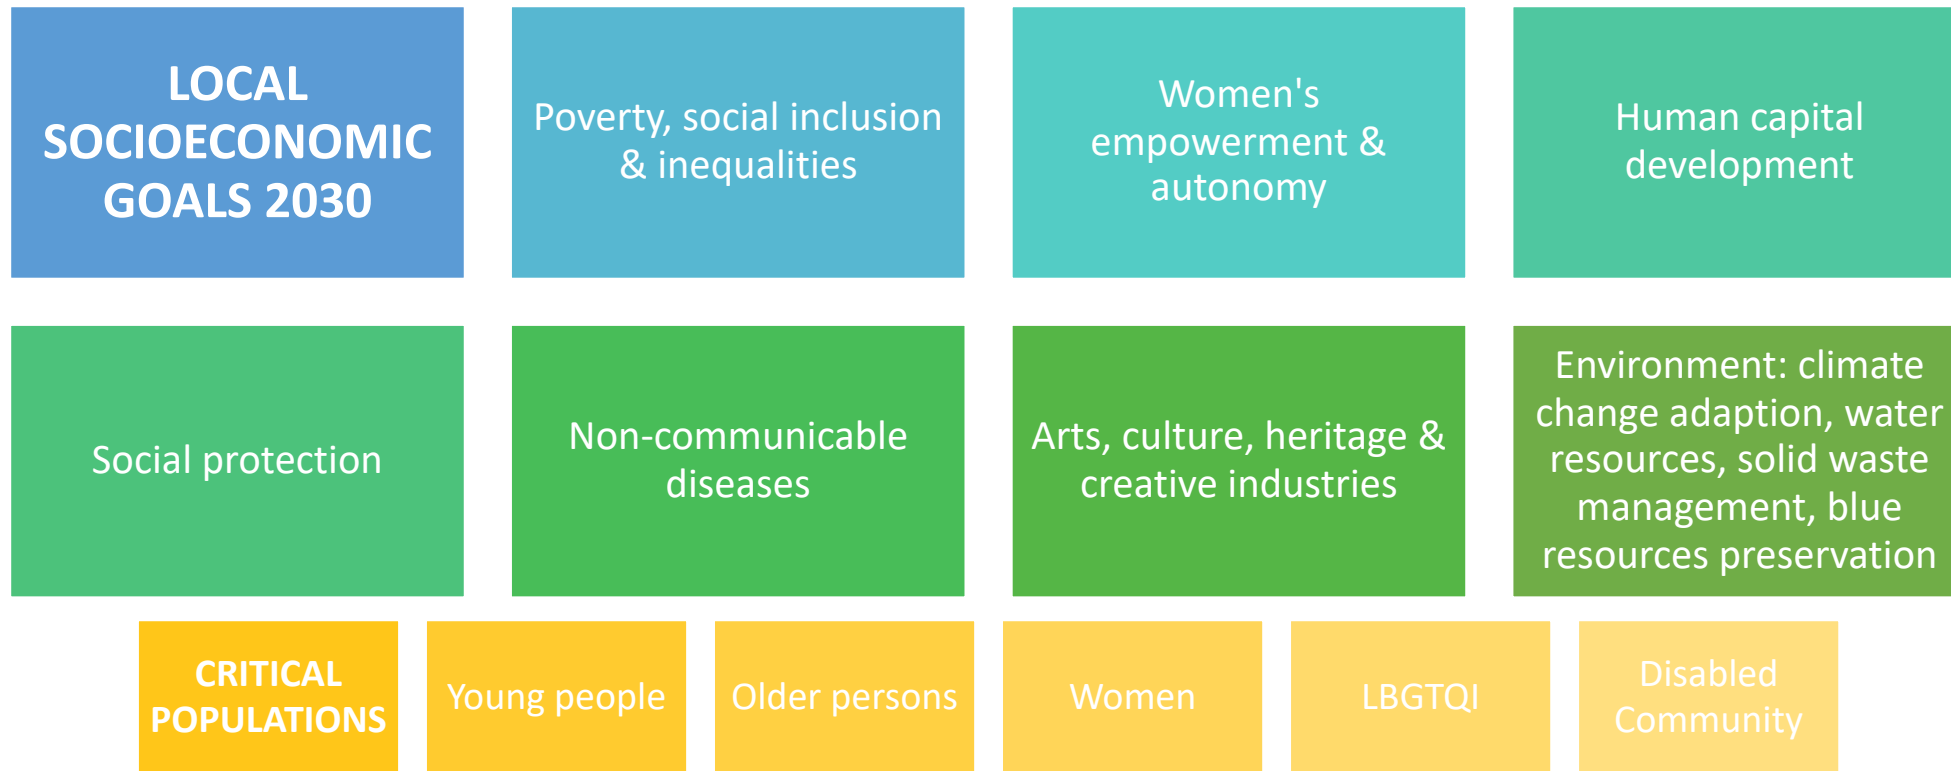 LOCAL
SOCIOECONOMIC
GOALS 2030
Poverty, social inclusion
& inequalities
Women's
empowerment &
autonomy
Human capital
development
Social protection
Non-communicable
diseases
Arts, culture, heritage &
creative industries
Environment: climate
change adaption, water
resources, solid waste
management, blue
resources preservation
CRITICAL
POPULATIONS
Young people
Older persons
Women
LBGTQI
Disabled
Community